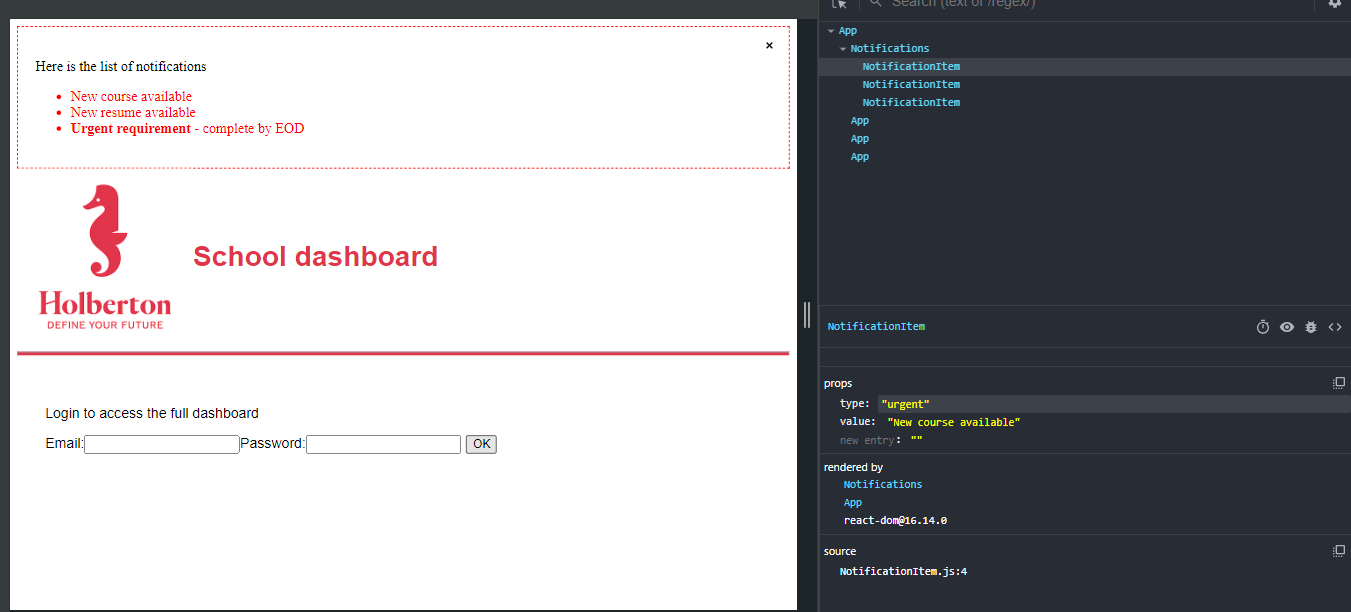 ×
Here is the list of notifications
• New course available
• New resume available
• Urgent requirement - complete by EOD
Holberton
DEFINE YOUR FUTURE
School dashboard
Login to access the full dashboard
Email: Password: OK
Search (text or /regex/)
App
Notifications
NotificationItem
NotificationItem
NotificationItem
App
App
App
NotificationItem
props
type: "urgent"
value: "New course available"
new entry: ""
rendered by
Notifications
App
react-dom@16.14.0
source
NotificationItem.js:4